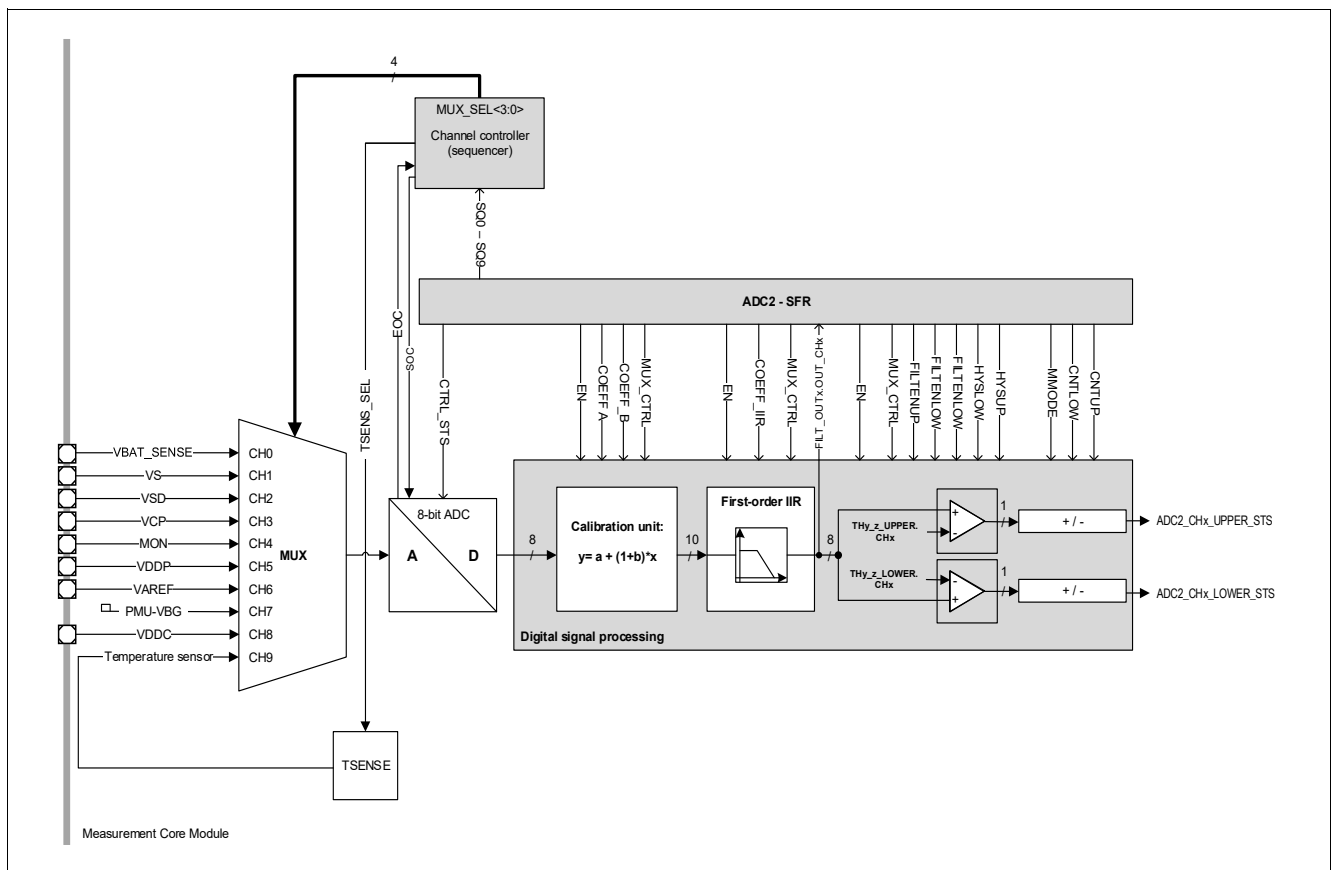 4
MUX_SEL<3:0>
Channel controller
(sequencer)
SQ0 – SQ9
ADC2 - SFR
EOC
SOC
TSENS_SEL
CTRL_STS
EN
COEFF A
COEFF_B
MUX_CTRL
EN
COEFF_IIR
MUX_CTRL
FILT_OUTx.OUT_CHx
EN
MUX_CTRL
FILTENUP
FILTENLOW
FILTENLOW
HYSLOW
HYSUP
MMODE
CNTLOW
CNTUP
VBAT_SENSE
CH0
VS
CH1
VSD
CH2
VCP
CH3
MON
CH4
VDDP
CH5
VAREF
CH6
PMU-VBG
CH7
VDDC
CH8
Temperature sensor
CH9
MUX
8-bit ADC
A
D
8
Calibration unit:
y= a + (1+b)*x
10
First-order IIR
8
THy_z_UPPER.
CHx
+
-
1
+ / -
ADC2_CHx_UPPER_STS
THy_z_LOWER.
CHx
-
+
1
+ / -
ADC2_CHx_LOWER_STS
Digital signal processing
TSENSE
Measurement Core Module